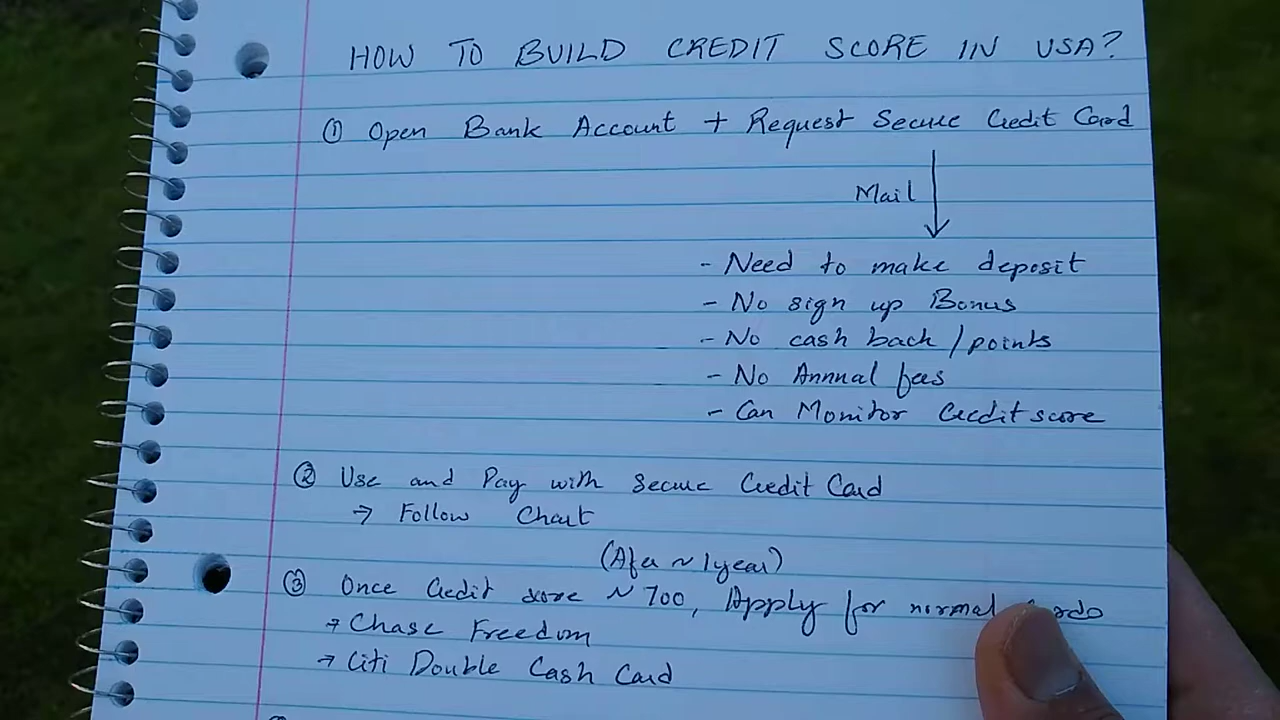 HOW TO BUILD CREDIT SCORE IN USA?
① Open Bank Account + Request Secure Credit Card
Mail
- Need to make deposit
- No sign up Bonus
- No cash back/points
- No Annual fees
- Can Monitor Credit score
② Use and Pay with Secure Credit Card
→ Follow Chart
(After ~ 1 year)
③ Once Credit score ~ 700, Apply for normal
→ Chase Freedom
→ Citi Double Cash Card